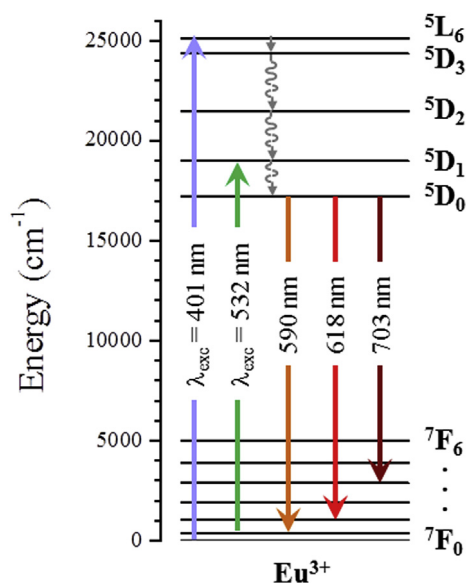 Energy (cm⁻¹)
25000
20000
15000
10000
5000
0
⁵L₆
⁵D₃
⁵D₂
⁵D₁
⁵D₀
λexc = 401 nm
λexc = 532 nm
590 nm
618 nm
703 nm
⁷F₆
⁷F₀
Eu³⁺